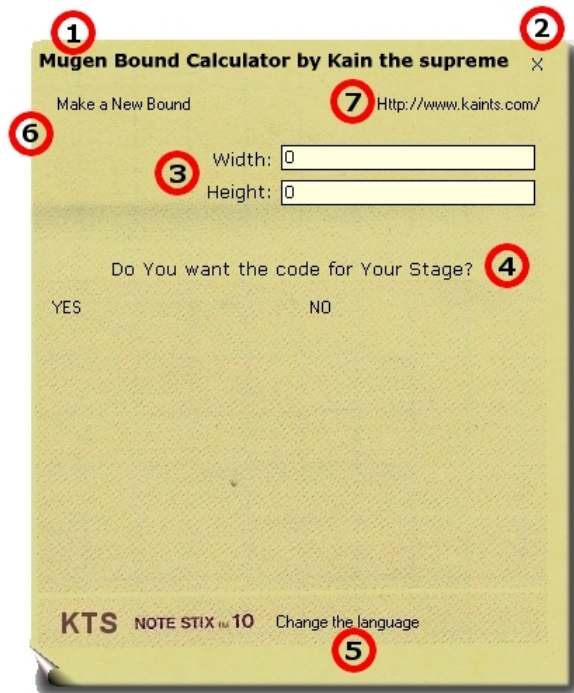 1
2
Mugen Bound Calculator by Kain the supreme X
Make a New Bound 7 Http://www.kaints.com/
6
Width: 0
3
Height: 0
Do You want the code for Your Stage? 4
YES NO
KTS NOTE STIX TM 10 Change the language
5